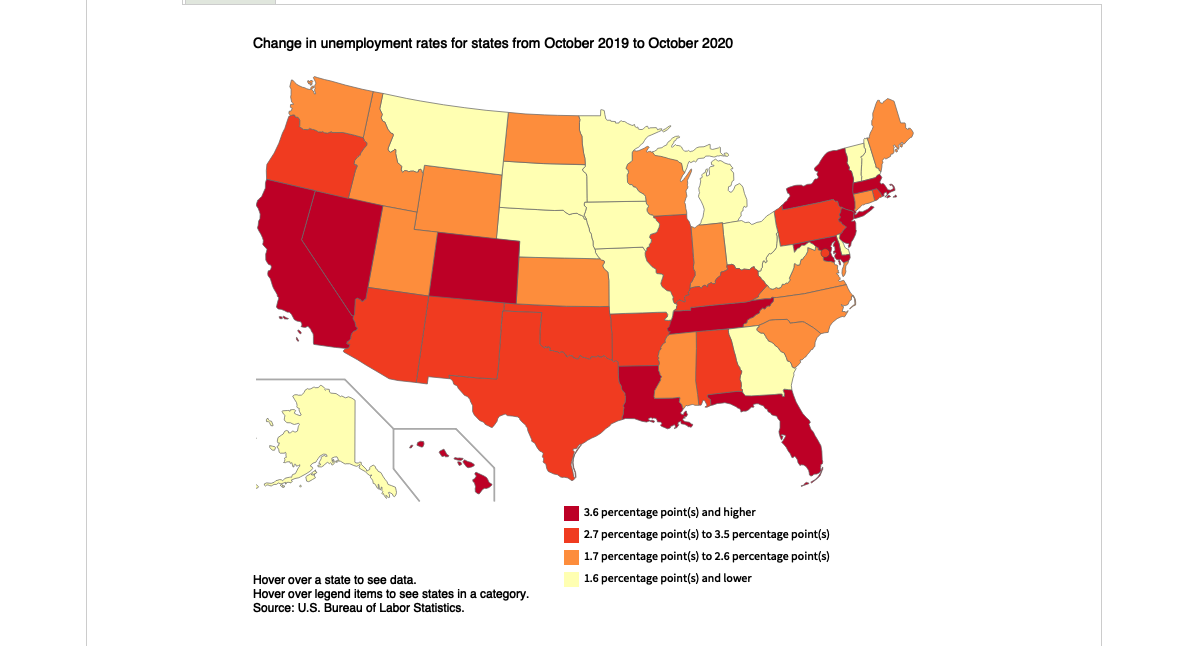 Change in unemployment rates for states from October 2019 to October 2020
3.6 percentage point(s) and higher
2.7 percentage point(s) to 3.5 percentage point(s)
1.7 percentage point(s) to 2.6 percentage point(s)
1.6 percentage point(s) and lower
Hover over a state to see data.
Hover over legend items to see states in a category.
Source: U.S. Bureau of Labor Statistics.